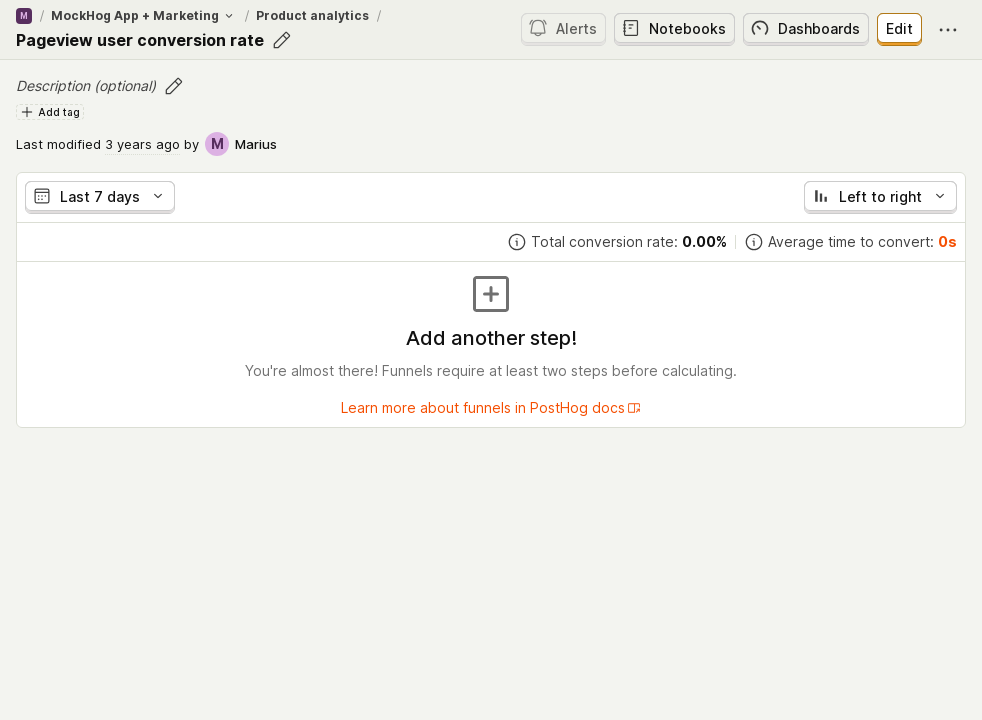 M / MockHog App + Marketing / Product analytics /
Pageview user conversion rate
Alerts
Notebooks
Dashboards
Edit
Description (optional)
Add tag
Last modified 3 years ago by M Marius
Last 7 days
Left to right
Total conversion rate: 0.00%
Average time to convert: 0s
Add another step!
You're almost there! Funnels require at least two steps before calculating.
Learn more about funnels in PostHog docs